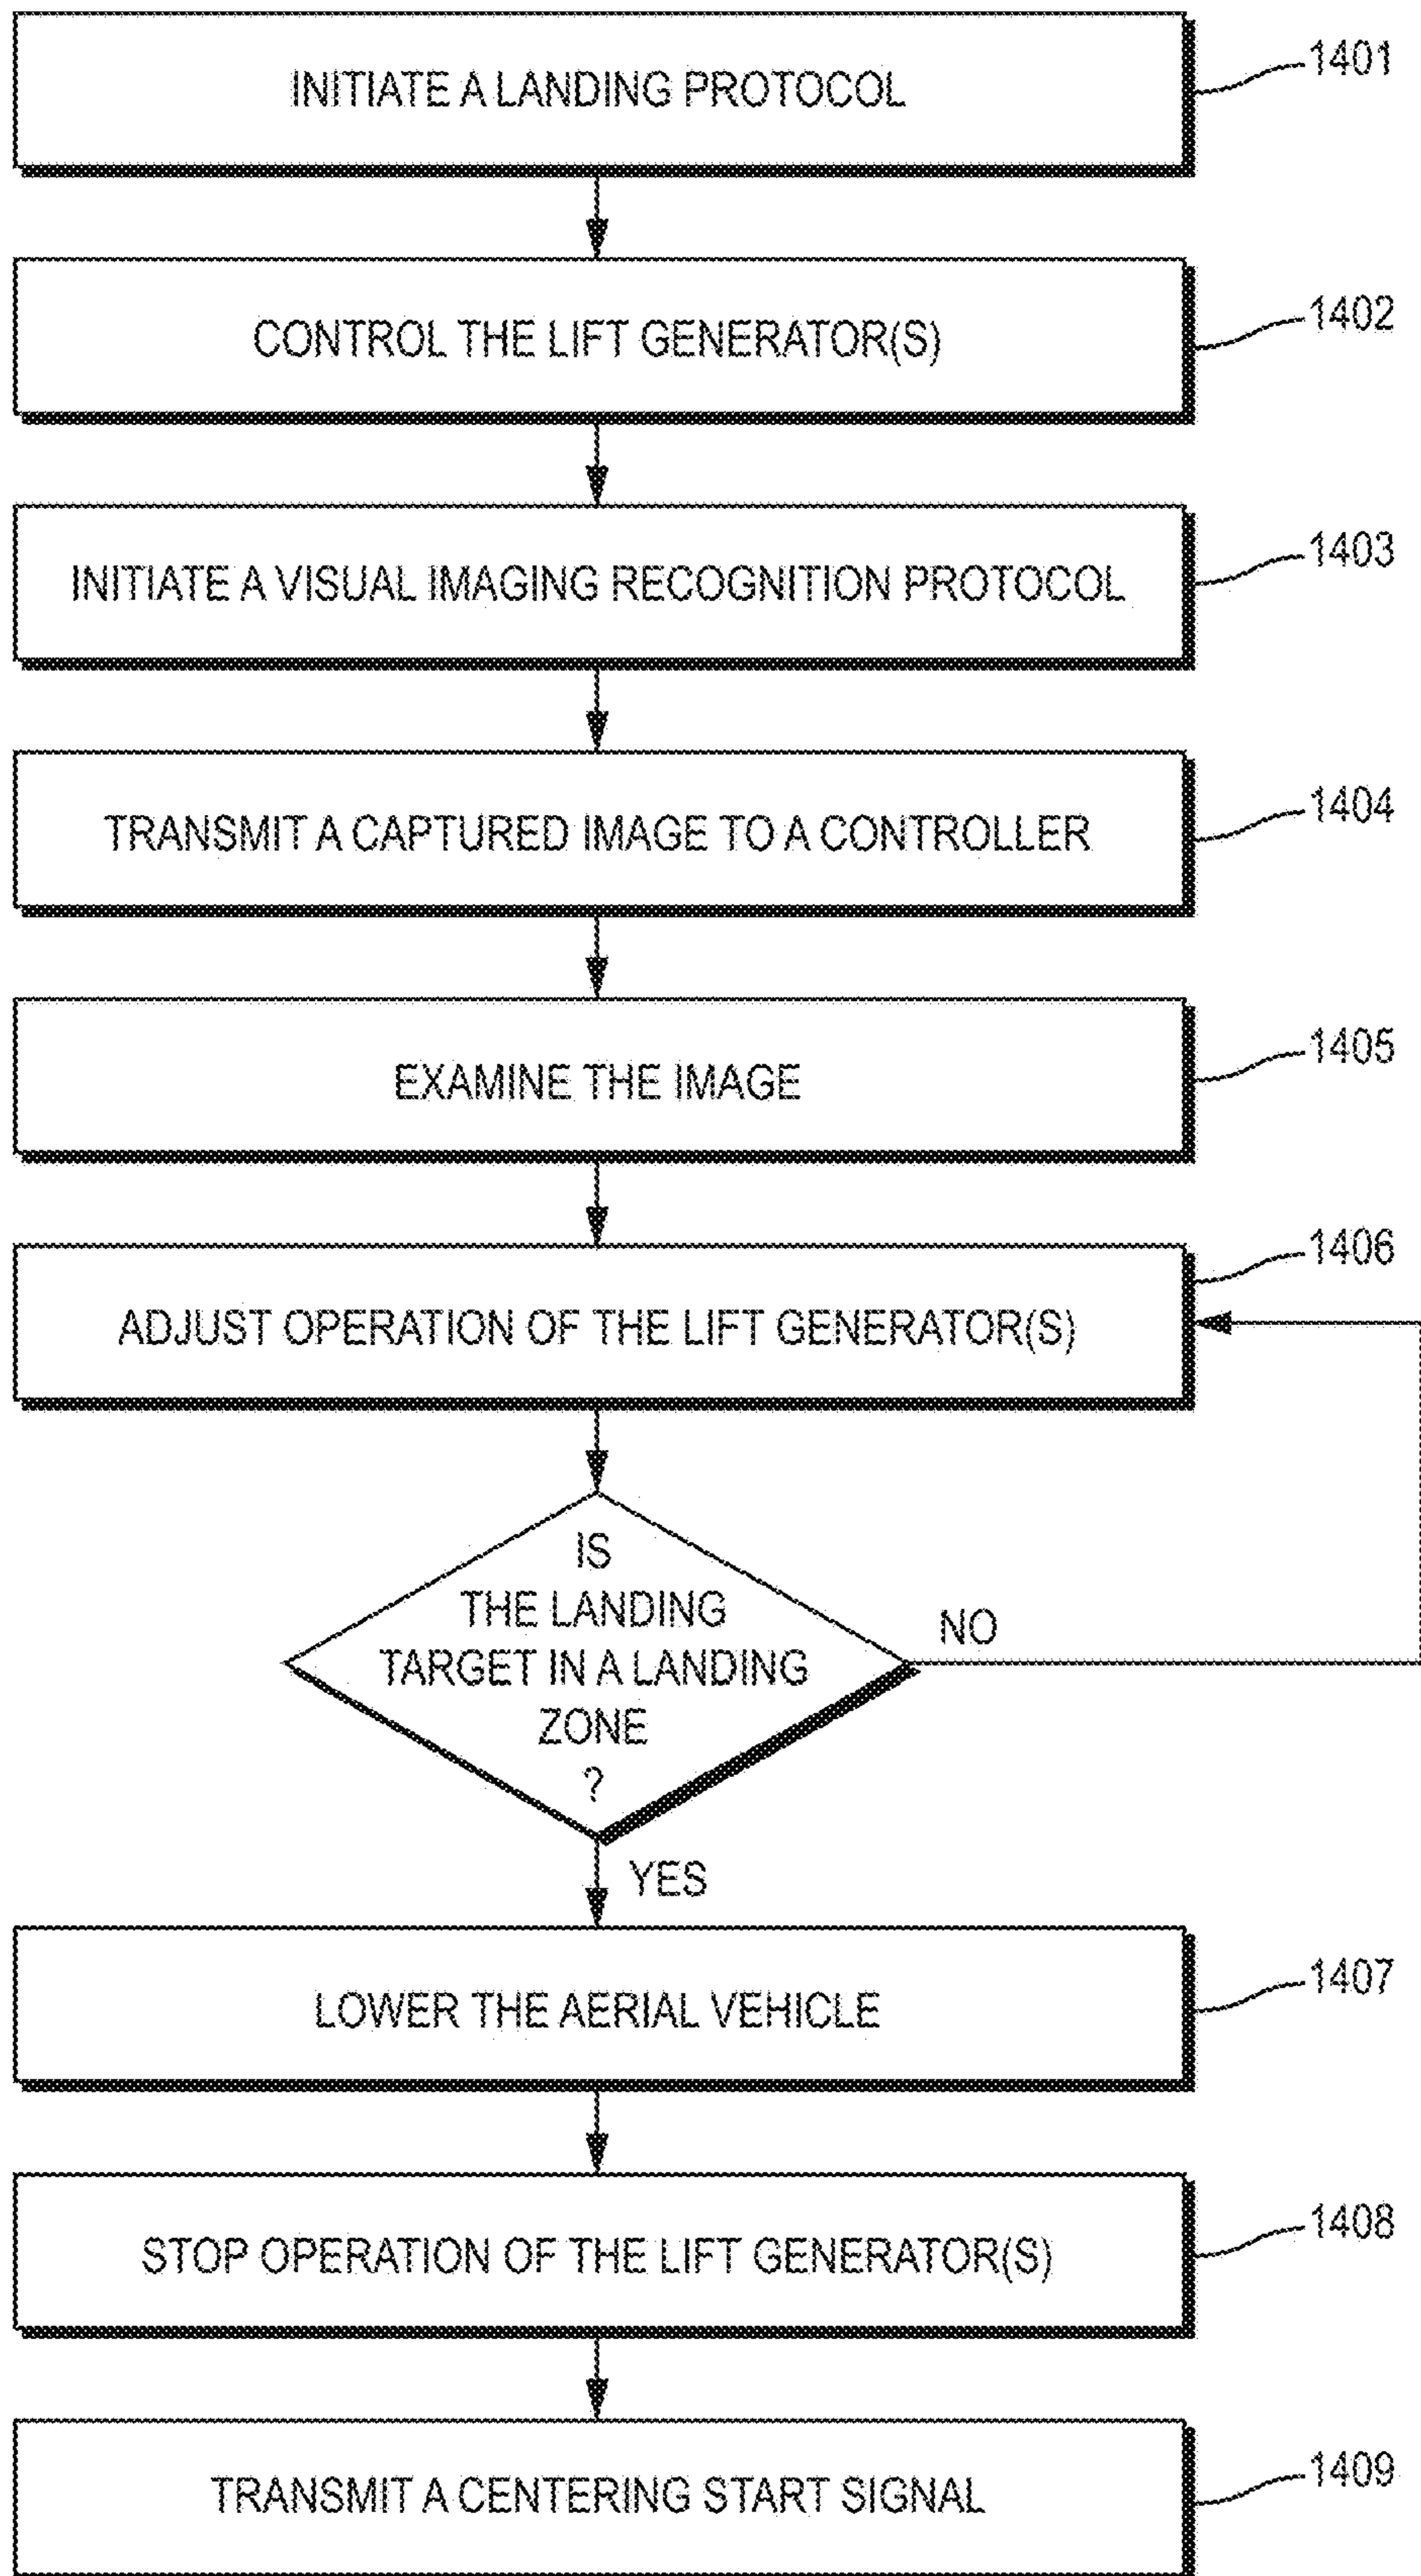 INITIATE A LANDING PROTOCOL
1401
CONTROL THE LIFT GENERATOR(S)
1402
INITIATE A VISUAL IMAGING RECOGNITION PROTOCOL
1403
TRANSMIT A CAPTURED IMAGE TO A CONTROLLER
1404
EXAMINE THE IMAGE
1405
ADJUST OPERATION OF THE LIFT GENERATOR(S)
1406
IS
THE LANDING
TARGET IN A LANDING
ZONE
?
NO
YES
LOWER THE AERIAL VEHICLE
1407
STOP OPERATION OF THE LIFT GENERATOR(S)
1408
TRANSMIT A CENTERING START SIGNAL
1409